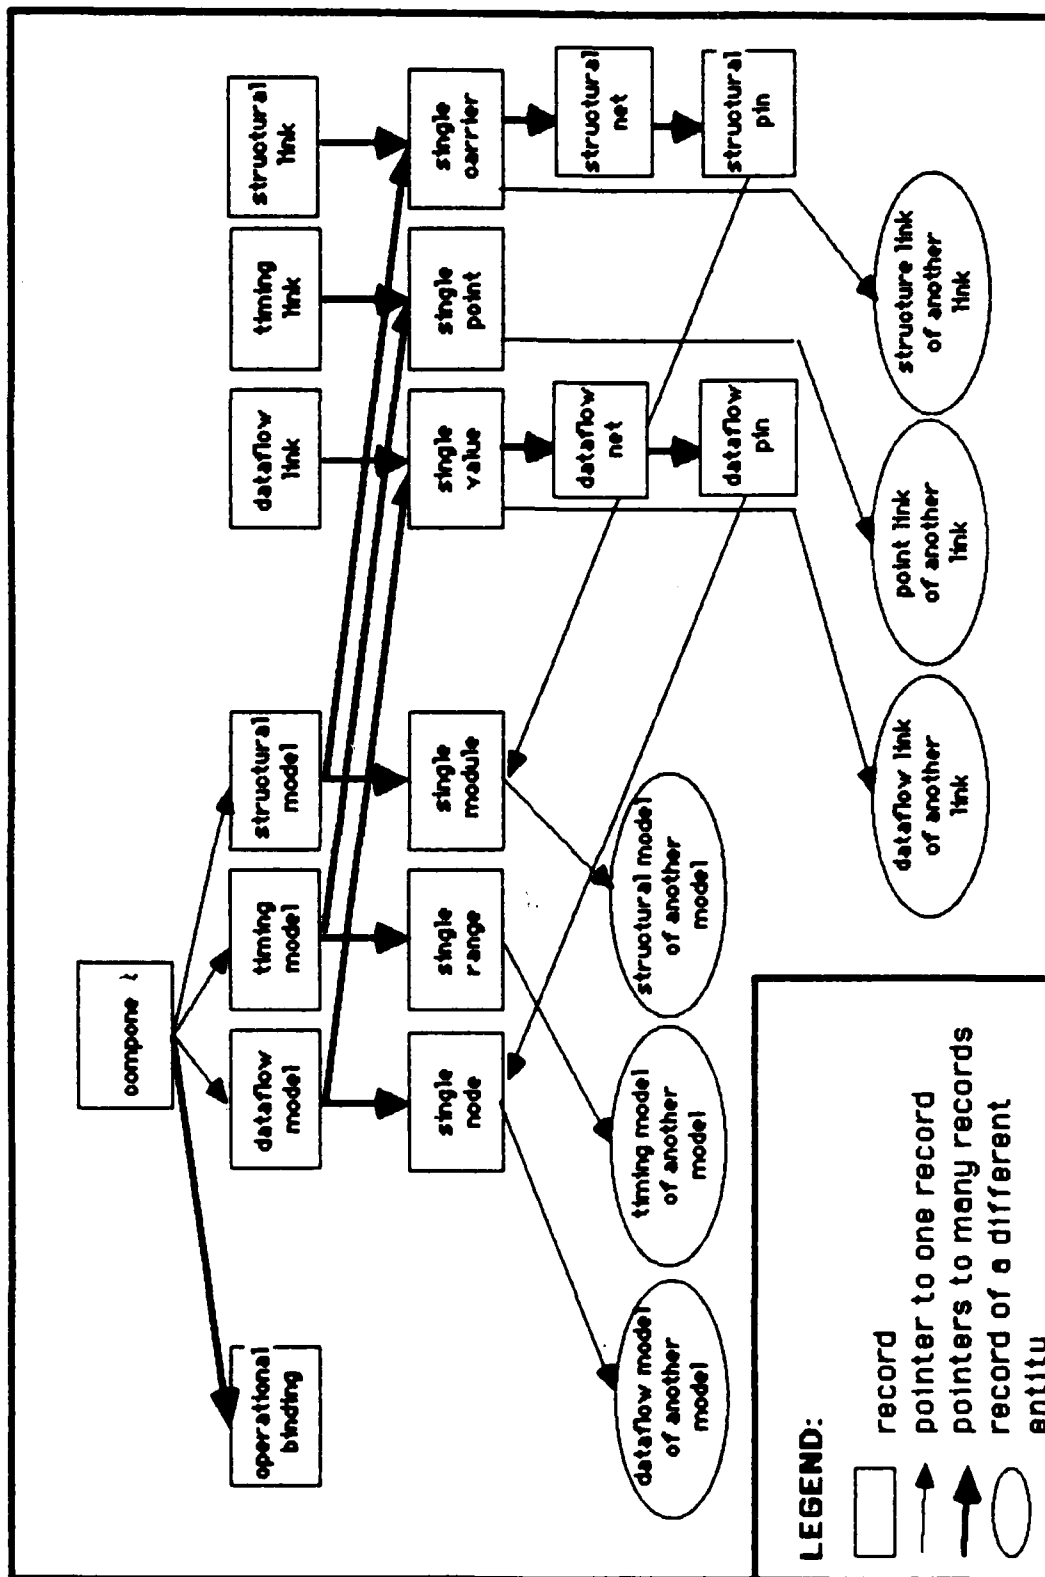 compone
operational
binding
dataflow
model
timing
model
structural
model
dataflow
link
timing
link
structural
link
single
node
single
range
single
module
single
value
single
point
single
carrier
dataflow
net
structural
net
dataflow
pin
structural
pin
dataflow model
of another
model
timing model
of another
model
structural model
of another
model
dataflow link
of another
link
point link
of another
link
structure link
of another
link
LEGEND:
record
pointer to one record
pointers to many records
record of a different
entity